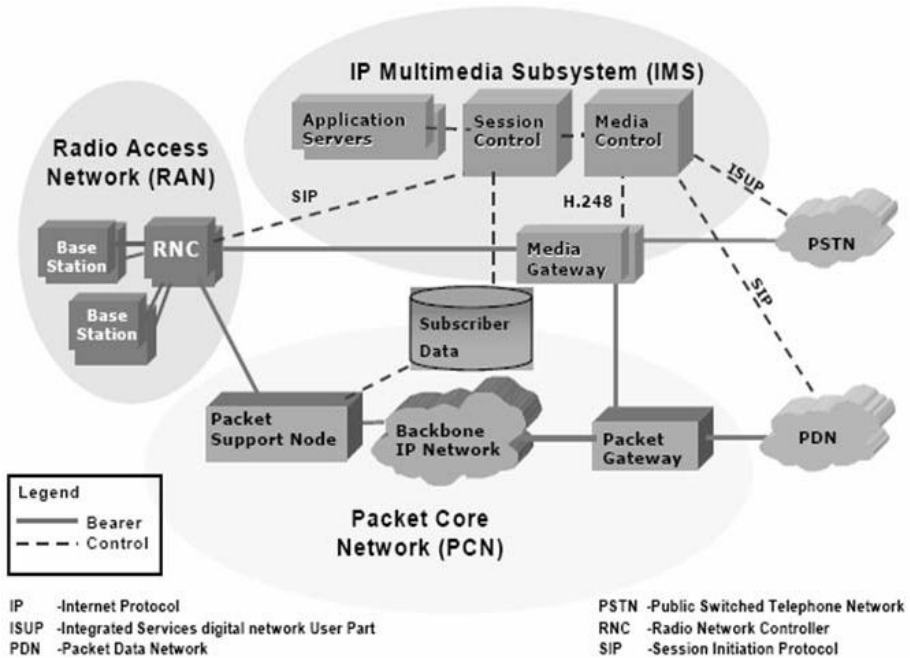 IP Multimedia Subsystem (IMS)
Application
Servers
Session
Control
Media
Control
Radio Access
Network (RAN)
SIP
H.248
ISUP
Base
Station
RNC
Media
Gateway
PSTN
Base
Station
SIP
Subscriber
Data
Packet
Support Node
Backbone
IP Network
Packet
Gateway
PDN
Legend
Bearer
Control
Packet Core
Network (PCN)
IP -Internet Protocol
ISUP -Integrated Services digital network User Part
PDN -Packet Data Network
PSTN -Public Switched Telephone Network
RNC -Radio Network Controller
SIP -Session Initiation Protocol